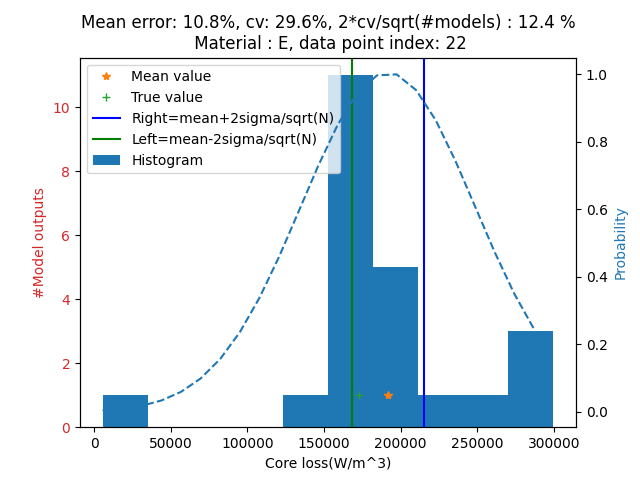 Mean error: 10.8%, cv: 29.6%, 2*cv/sqrt(#models) : 12.4 %
Material : E, data point index: 22
Mean value
True value
Right=mean+2sigma/sqrt(N)
Left=mean-2sigma/sqrt(N)
Histogram
#Model outputs
10
8
6
4
2
0
1.0
0.8
0.6
0.4
0.2
0.0
Probability
0 50000 100000 150000 200000 250000 300000
Core loss(W/m^3)